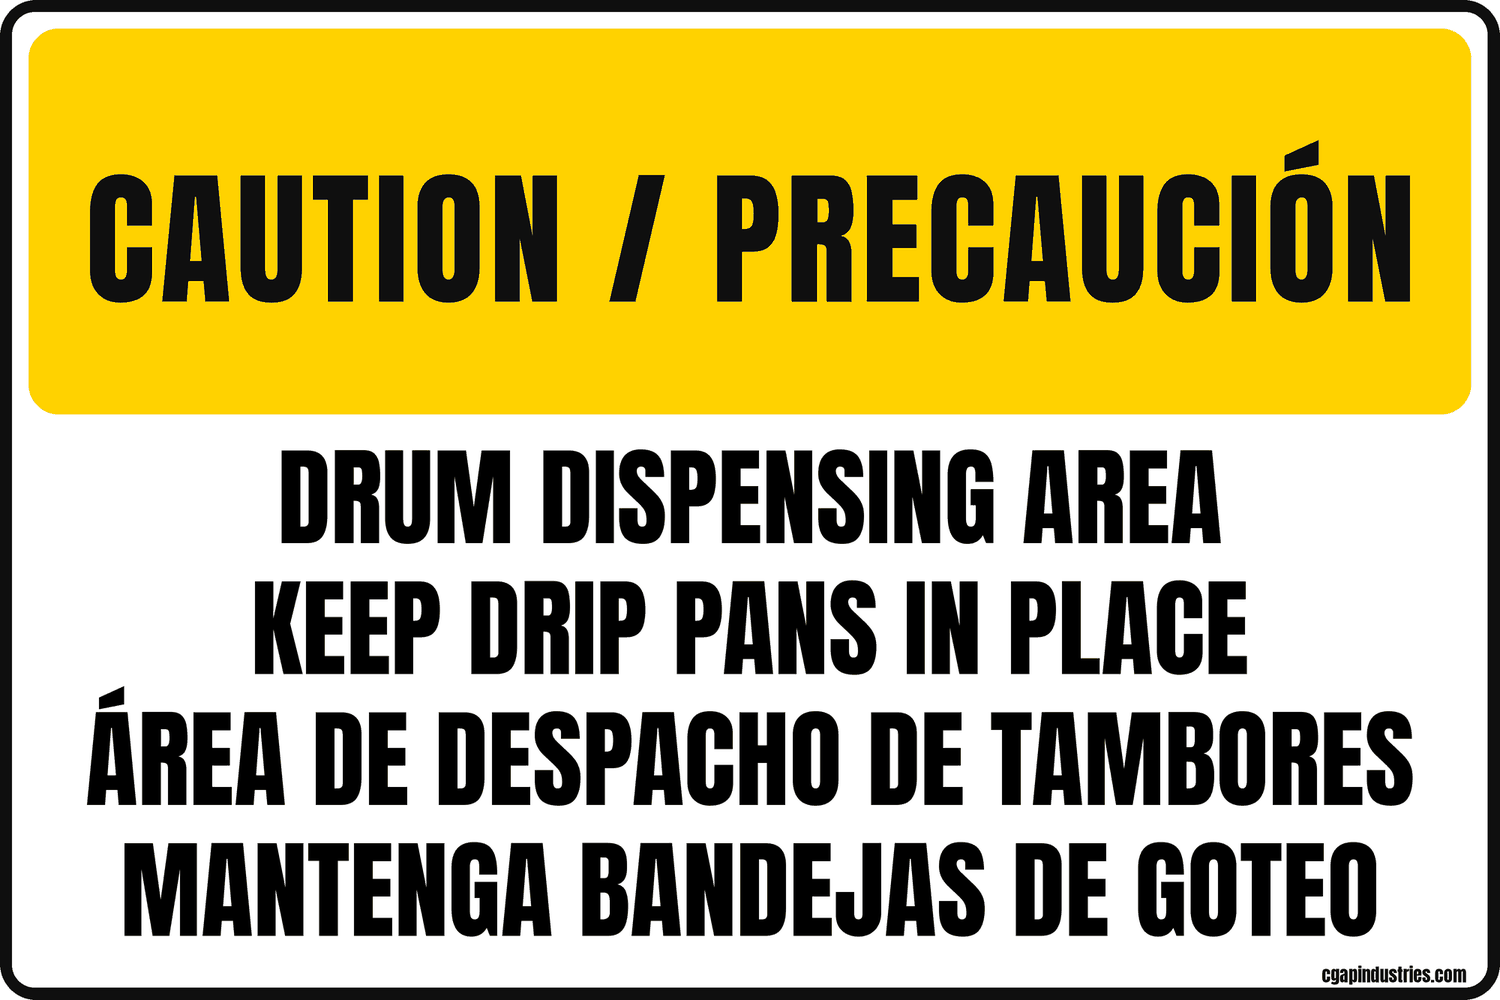 CAUTION / PRECAUCIÓN
DRUM DISPENSING AREA
KEEP DRIP PANS IN PLACE
ÁREA DE DESPACHO DE TAMBORES
MANTENGA BANDEJAS DE GOTEO
cgapindustries.com